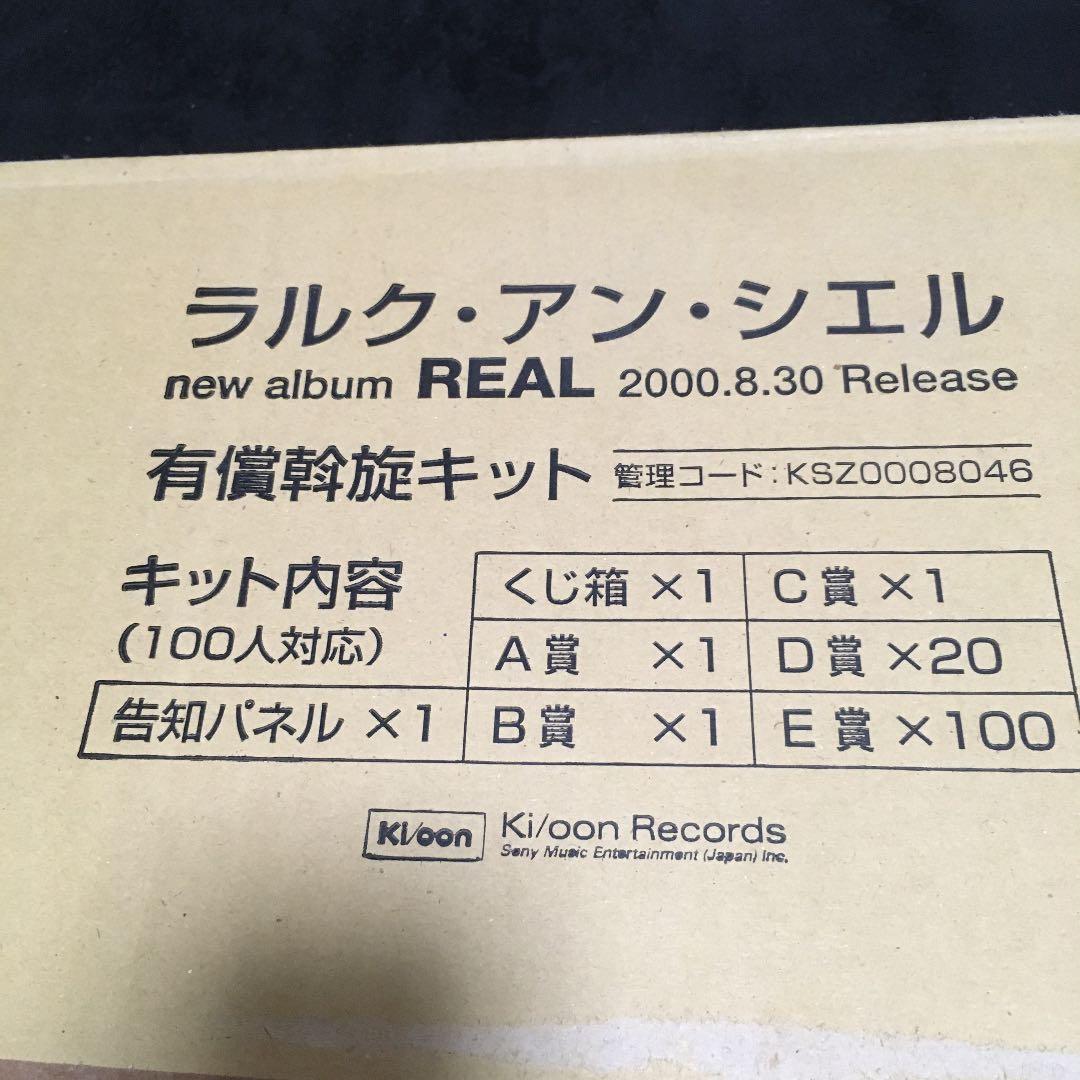 ラルク・アン・シエル
new album REAL 2000.8.30 Release
有償斡旋キット 管理コード:KSZ0008046
キット内容
(100人対応)
くじ箱 ×1 C賞 ×1
A賞 ×1 D賞 ×20
告知パネル ×1 B賞 ×1 E賞 ×100
Ki/oon Ki/oon Records
Sony Music Entertainment (Japan) Inc.